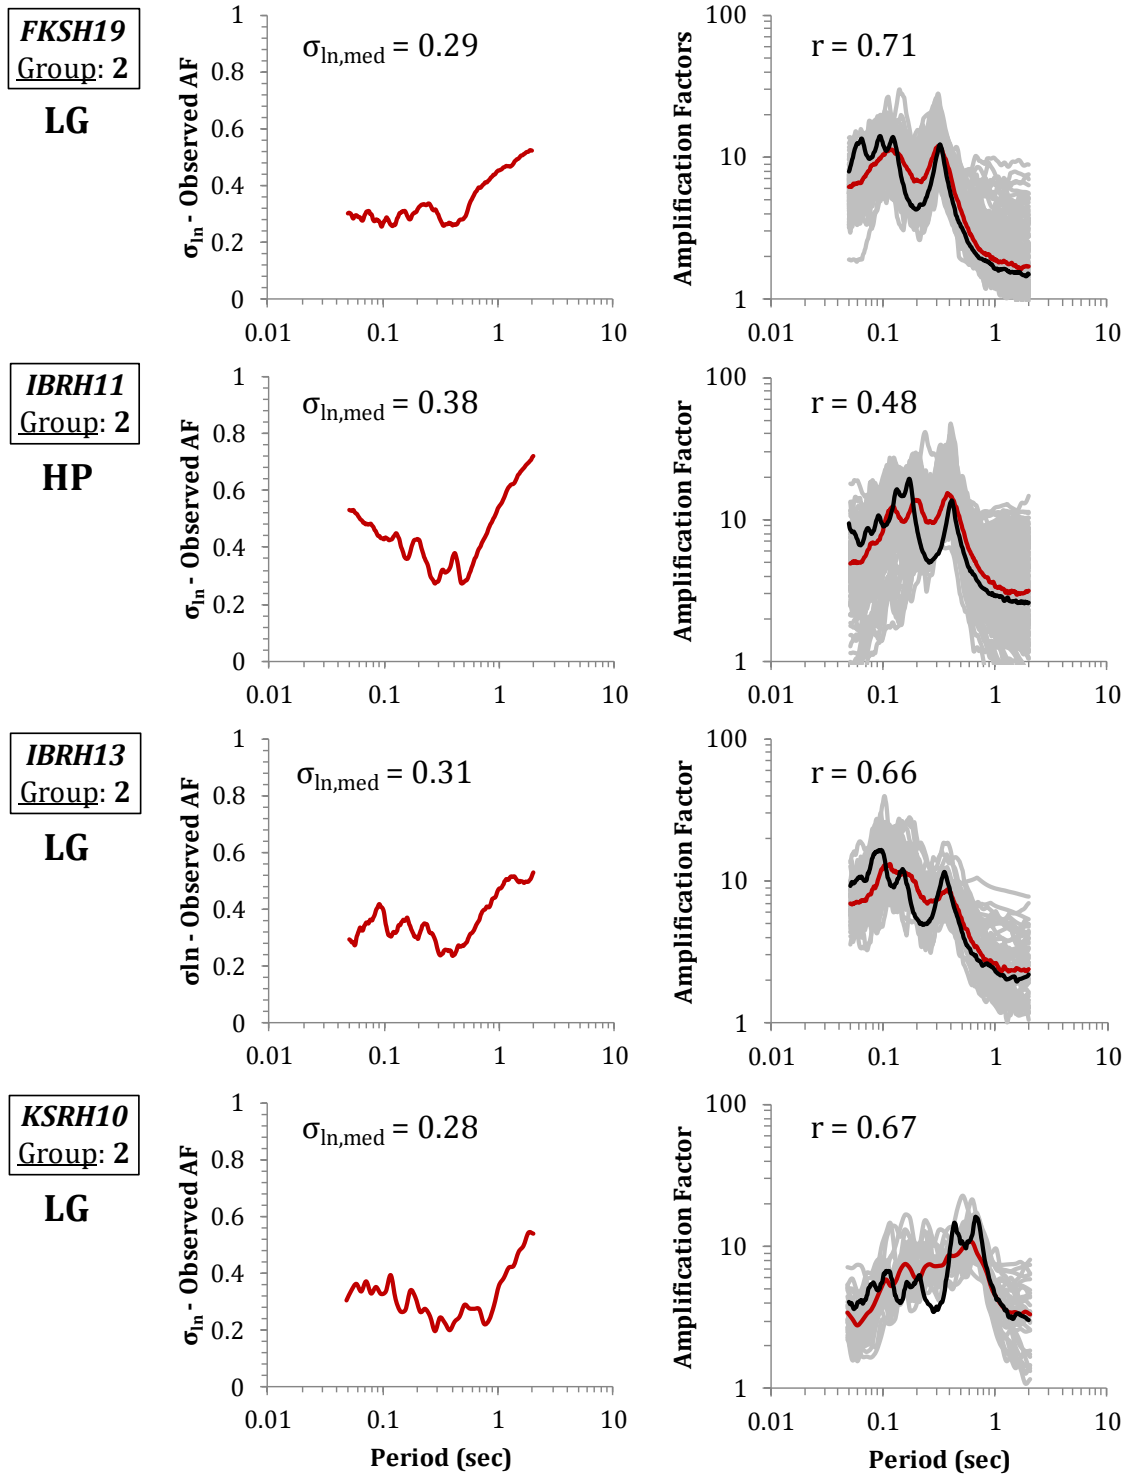 FKSH19
Group: 2
LG
σln - Observed AF
1
0.8
0.6
0.4
0.2
0
0.01
0.1
1
10
σln,med = 0.29
Amplification Factors
100
10
1
0.01
0.1
1
10
r = 0.71
IBRH11
Group: 2
HP
σln - Observed AF
1
0.8
0.6
0.4
0.2
0
0.01
0.1
1
10
σln,med = 0.38
Amplification Factor
100
10
1
0.01
0.1
1
10
r = 0.48
IBRH13
Group: 2
LG
σln - Observed AF
1
0.8
0.6
0.4
0.2
0
0.01
0.1
1
10
σln,med = 0.31
Amplification Factor
100
10
1
0.01
0.1
1
10
r = 0.66
KSRH10
Group: 2
LG
σln - Observed AF
1
0.8
0.6
0.4
0.2
0
0.01
0.1
1
10
σln,med = 0.28
Period (sec)
Amplification Factor
100
10
1
0.01
0.1
1
10
r = 0.67
Period (sec)